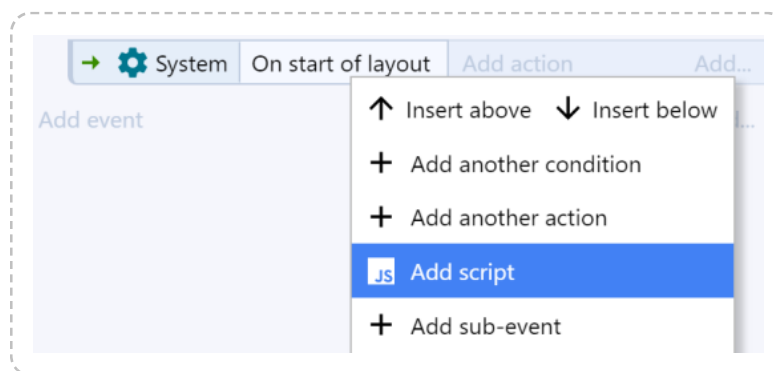 System On start of layout Add action Add...
Insert above Insert below
Add event
Add another condition
Add another action
JS Add script
Add sub-event